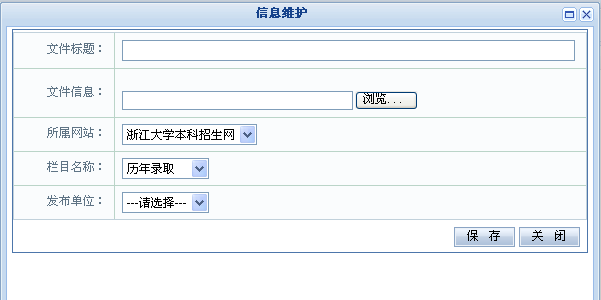 信息维护
文件标题：
文件信息：
浏览...
所属网站：
浙江大学本科招生网
栏目名称：
历年录取
发布单位：
---请选择---
保 存
关 闭